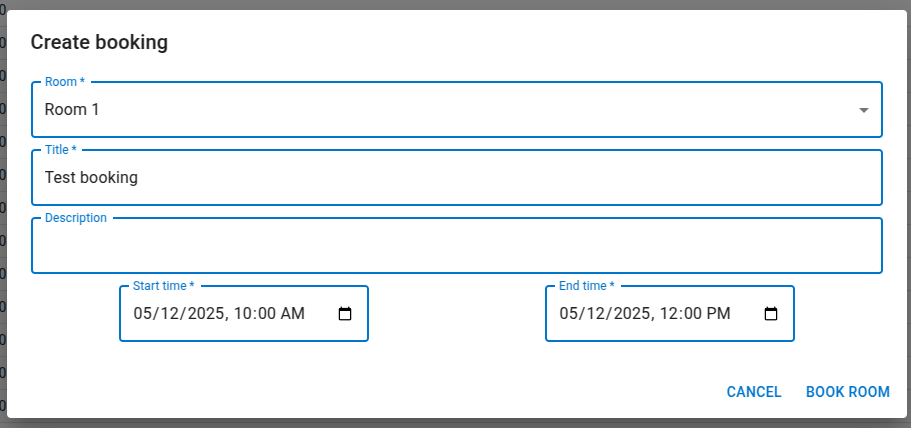 Create booking
Room *
Room 1
Title *
Test booking
Description
Start time *
End time *
05/12/2025, 10:00 AM
05/12/2025, 12:00 PM
CANCEL
BOOK ROOM